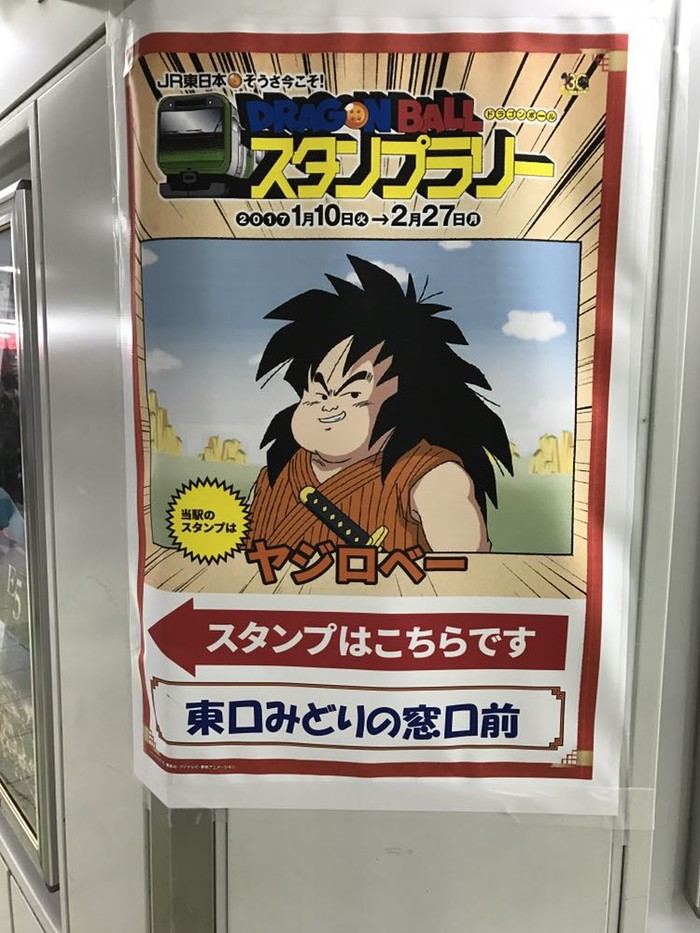 JR東日本 そうさ今こそ!
30
DRAGON BALL ドラゴンボール
スタンプラリー
2017 1月10日火→2月27日月
当駅の
スタンプは
ヤジロベー
スタンプはこちらです
東口みどりの窓口前